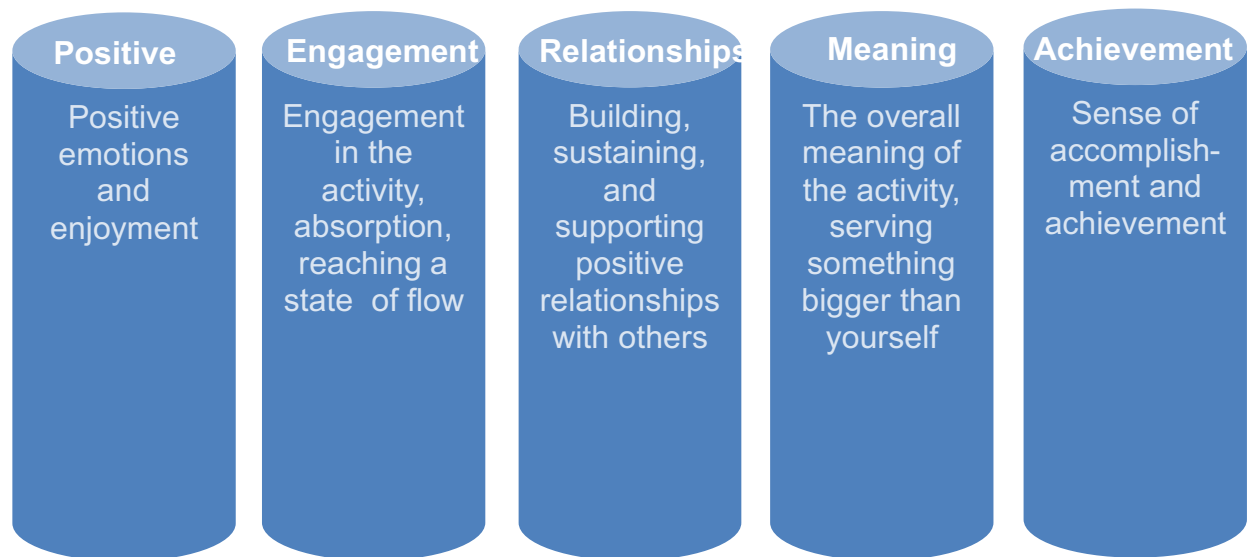 Positive
Positive
emotions
and
enjoyment
Engagement
Engagement
in the
activity,
absorption,
reaching a
state  of flow
Relationships
Building,
sustaining,
and
supporting
positive
relationships
with others
Meaning
The overall
meaning of
the activity,
serving
something
bigger than
yourself
Achievement
Sense of
accomplish-
ment and
achievement